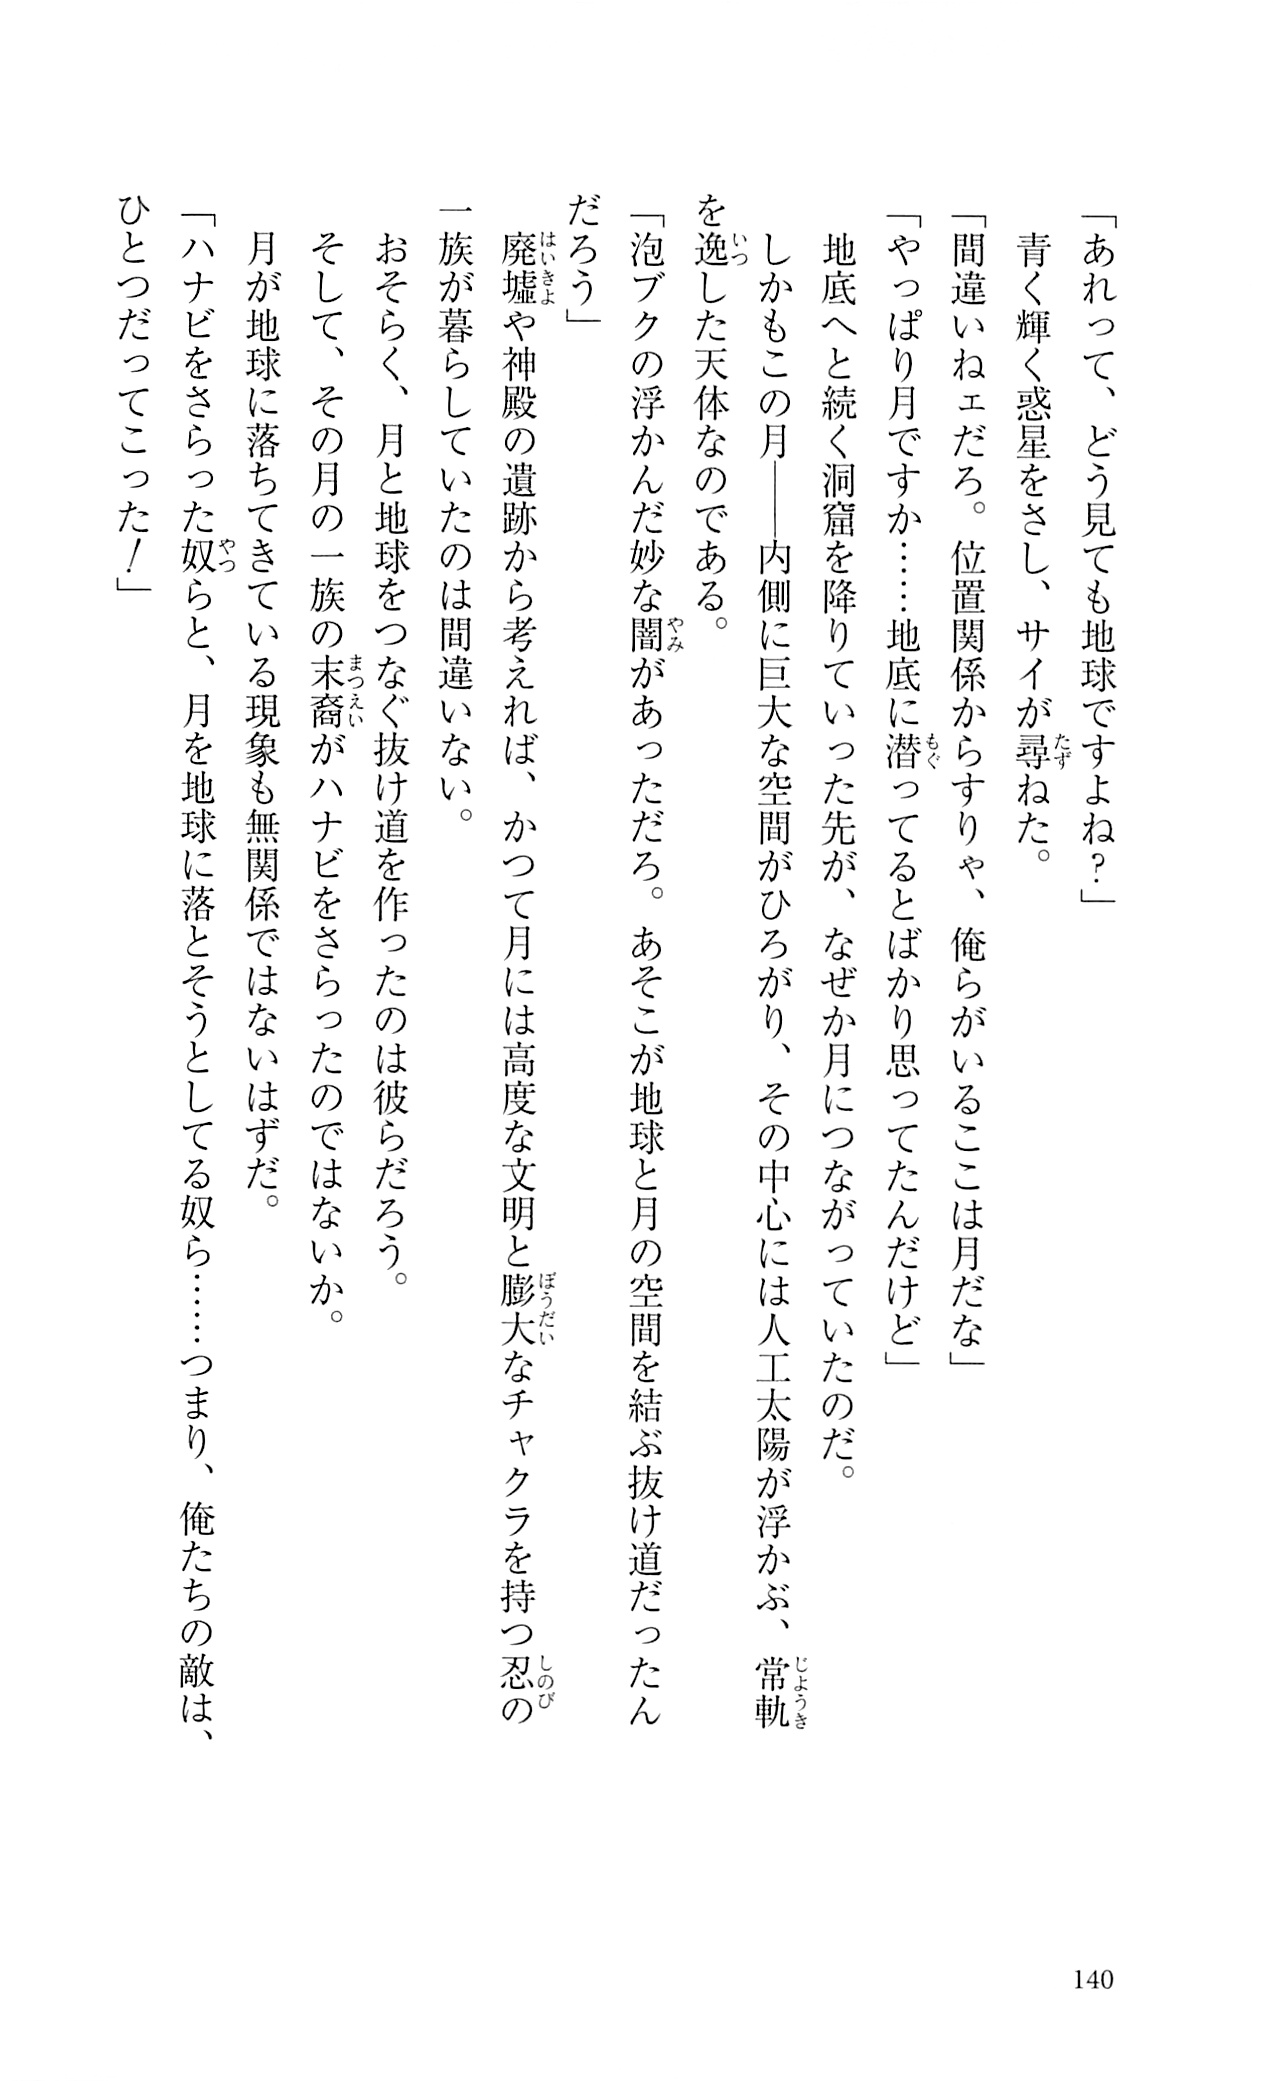 「あれって、どう見ても地球ですよね?」
青く輝く惑星をさし、サイが尋ねた。
「間違いねェだろ。位置関係からすりゃ、俺らがいるここは月だな」
「やっぱり月ですか……地底に潜ってるとばかり思ってたんだけど」
地底へと続く洞窟を降りていった先が、なぜか月につながっていたのだ。
しかもこの月――内側に巨大な空間がひろがり、その中心には人工太陽が浮かぶ、常軌
を逸した天体なのである。
「泡ブクの浮かんだ妙な闇があっただろ。あそこが地球と月の空間を結ぶ抜け道だったん
だろう」
廃墟や神殿の遺跡から考えれば、かつて月には高度な文明と膨大なチャクラを持つ忍の
一族が暮らしていたのは間違いない。
おそらく、月と地球をつなぐ抜け道を作ったのは彼らだろう。
そして、その月の一族の末裔がハナビをさらったのではないか。
月が地球に落ちてきている現象も無関係ではないはずだ。
「ハナビをさらった奴らと、月を地球に落とそうとしてる奴ら……つまり、俺たちの敵は、
ひとつだってこった!」
140